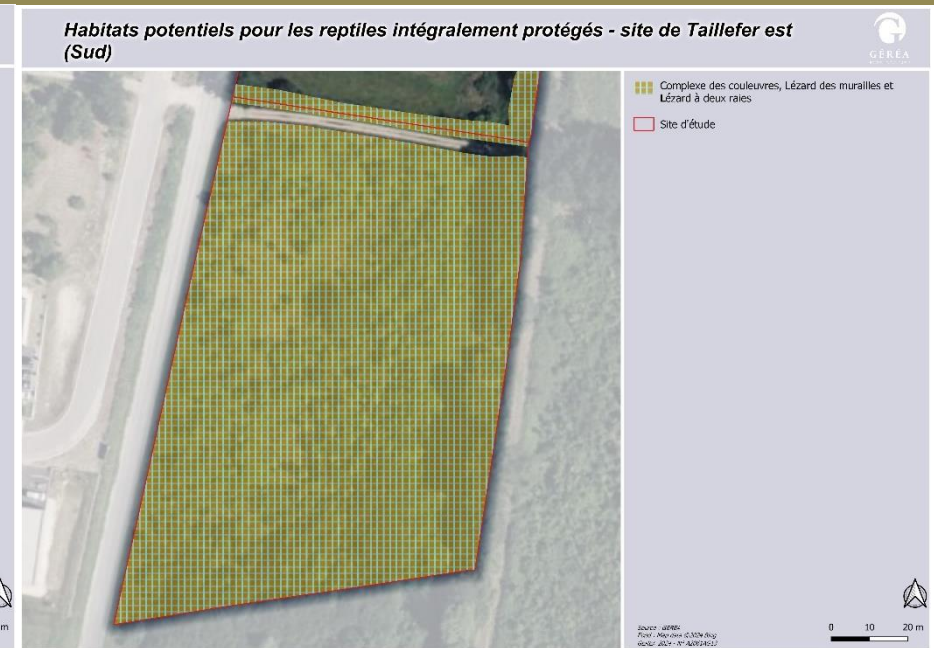 Habitats potentiels pour les reptiles intégralement protégés - site de Taillefer est
(Sud)
GÉRÉA
Complexe des couleuvres, Lézard des murailles et
Lézard à deux raies
Site d'étude
m
Source : GEREA
0 10 20 m